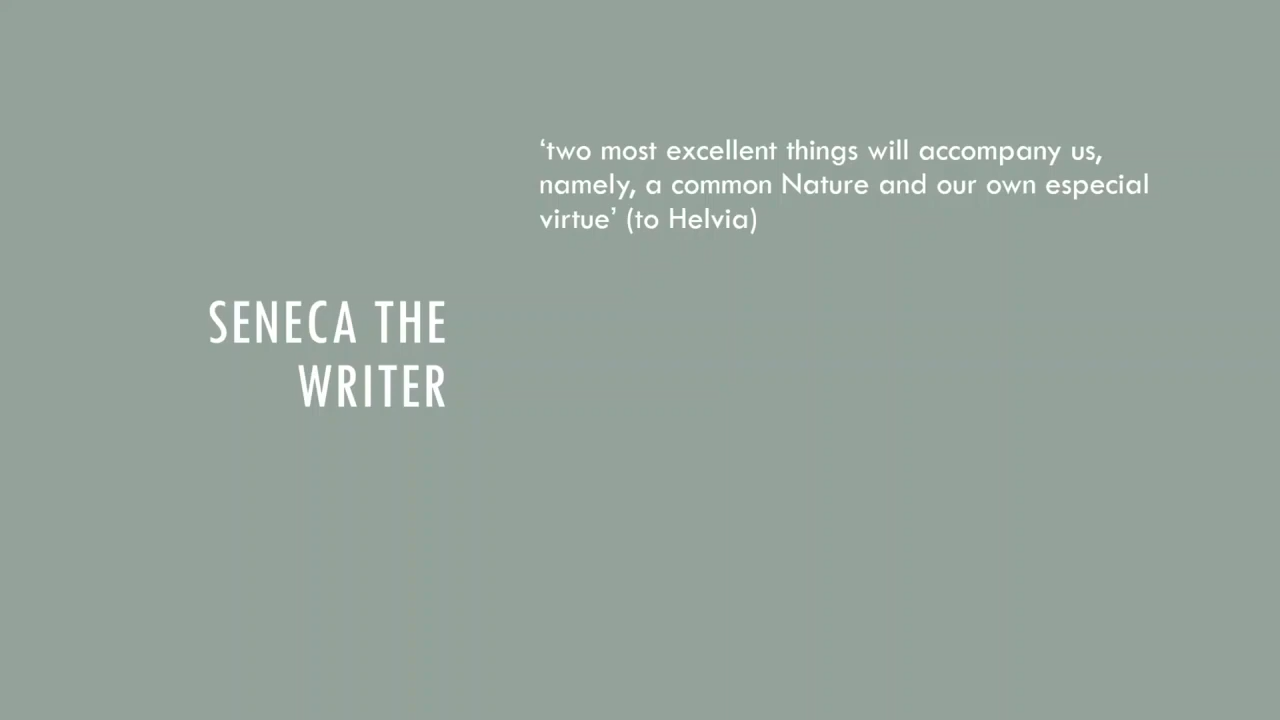 ‘two most excellent things will accompany us,
namely, a common Nature and our own especial
virtue’ (to Helvia)
SENECA THE
WRITER